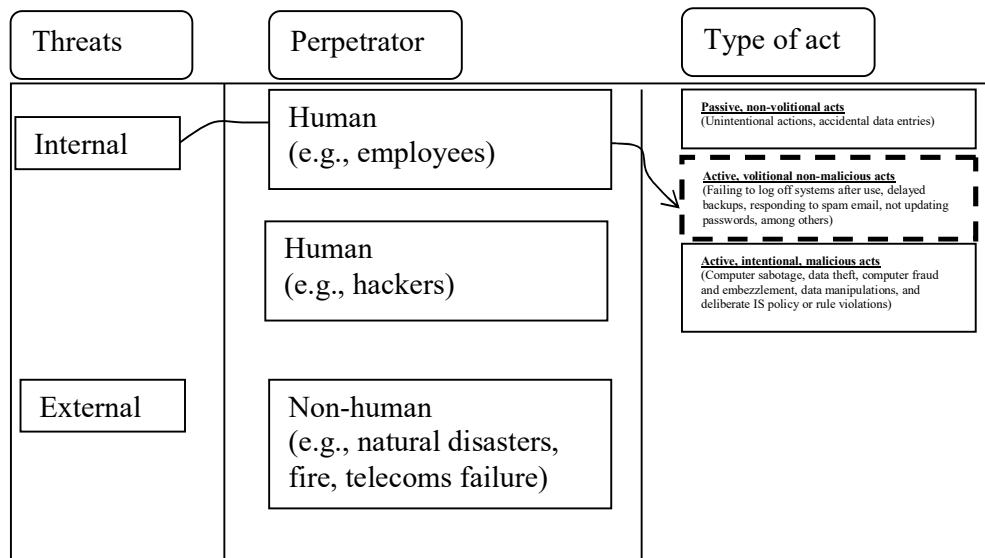 Threats
Perpetrator
Type of act
Internal
Human
(e.g., employees)
Passive, non-volitional acts
(Unintentional actions, accidental data entries)
Active, volitional non-malicious acts
(Failing to log off systems after use, delayed
backups, responding to spam email, not updating
passwords, among others)
Human
(e.g., hackers)
Active, intentional, malicious acts
(Computer sabotage, data theft, computer fraud
and embezzlement, data manipulations, and
deliberate IS policy or rule violations)
External
Non-human
(e.g., natural disasters,
fire, telecoms failure)